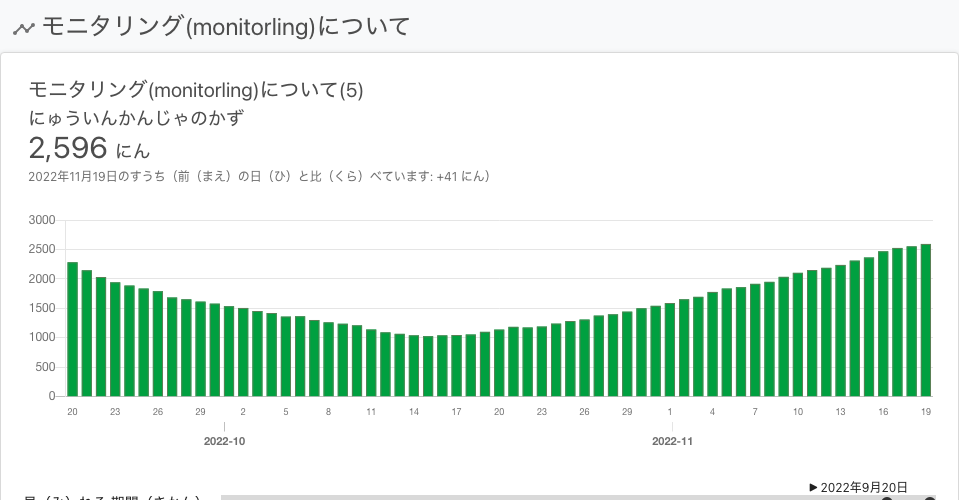 モニタリング(monitorling)について
モニタリング(monitorling)について(5)
にゅういんかんじゃのかず
2,596 にん
2022年11月19日のすうち（前（まえ）の日（ひ）と比（くら）べています: +41 にん）
3000
2500
2000
1500
1000
500
0
20 23 26 29 2 5 8 11 14 17 20 23 26 29 1 4 7 10 13 16 19
2022-10 2022-11
▶ 2022年9月20日